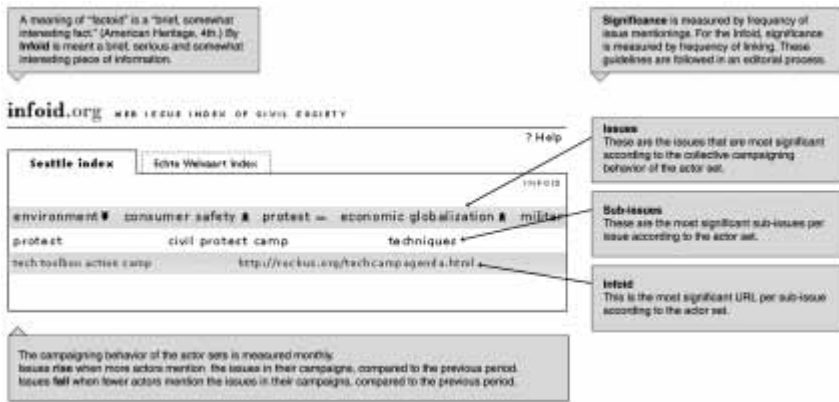 A meaning of "factoid" is a "brief, somewhat
interesting fact." (American Heritage, 4th.) By
Infoid is meant a brief, serious and somewhat
interesting piece of information.
Significance is measured by frequency of
issue mentionings. For the Infoid, significance
is measured by frequency of linking. These
guidelines are followed in an editorial process.
infoid.org WEB ISSUE INDEX OF CIVIL SOCIETY
? Help
Seattle index Echte Welvaart Index
INFOID
environment consumer safety protest economic globalization militar
protest civil protest camp techniques
tech toolbox action camp http://ruckus.org/techcampagenda.html
Issues
These are the issues that are most significant
according to the collective campaigning
behavior of the actor set.
Sub-issues
These are the most significant sub-issues per
issue according to the actor set.
Infoid
This is the most significant URL per sub-issue
according to the actor set.
The campaigning behavior of the actor sets is measured monthly.
Issues rise when more actors mention the issues in their campaigns, compared to the previous period.
Issues fall when fewer actors mention the issues in their campaigns, compared to the previous period.